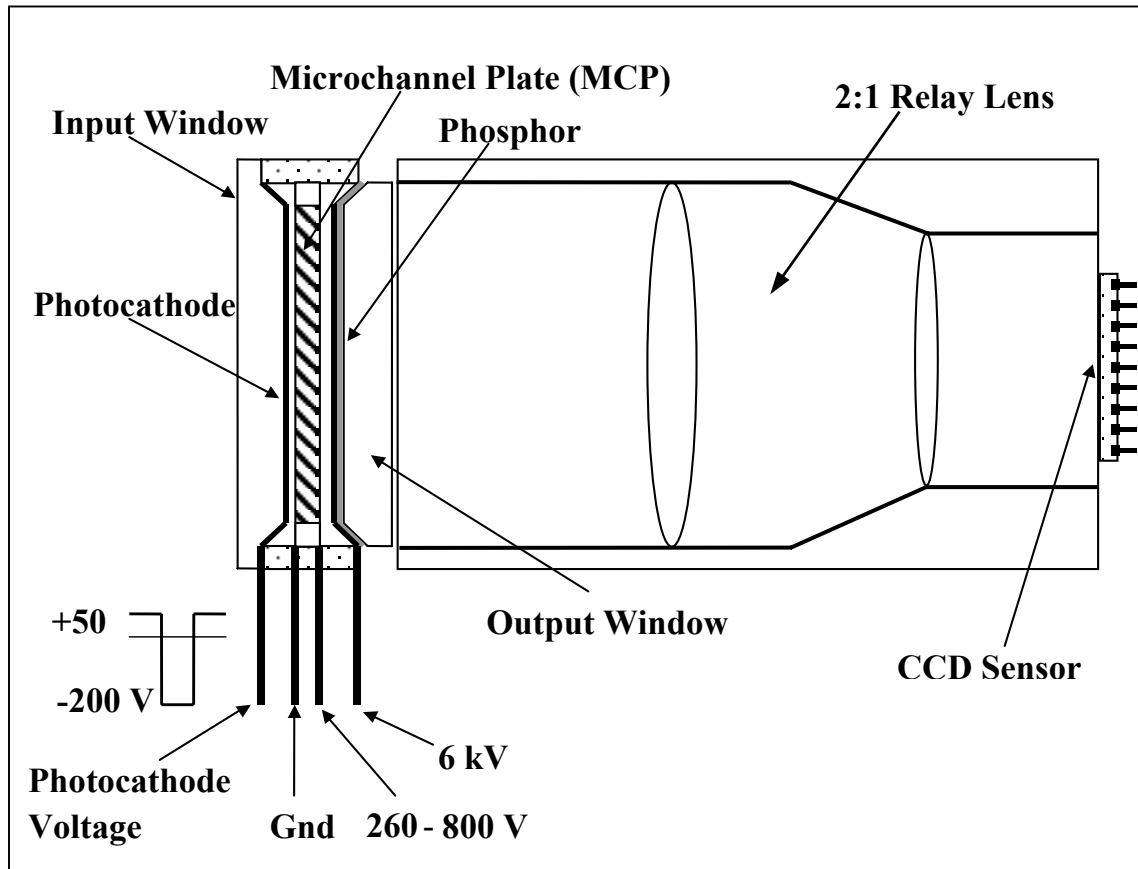 Microchannel Plate (MCP)
2:1 Relay Lens
Input Window
Phosphor
Photocathode
+50
Output Window
CCD Sensor
-200 V
6 kV
Photocathode
Voltage
Gnd
260 - 800 V